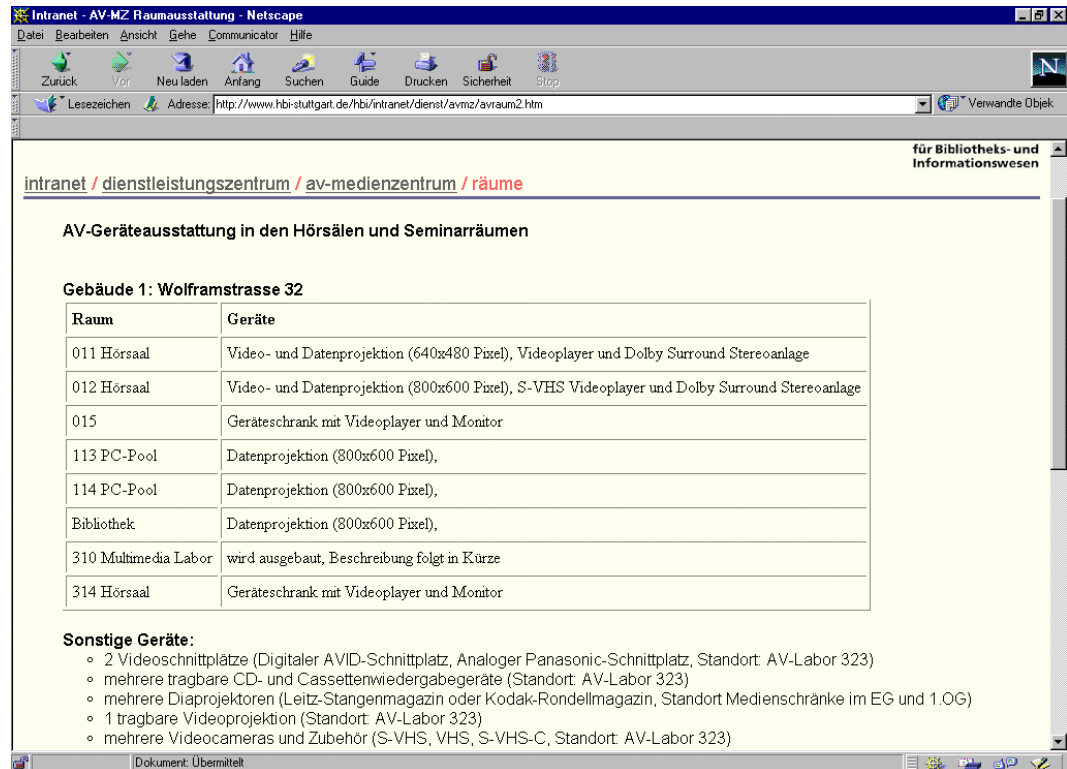 Intranet - AV-MZ Raumausstattung - Netscape
Datei Bearbeiten Ansicht Gehe Communicator Hilfe
Zurück Vor Neu laden Anfang Suchen Guide Drucken Sicherheit Stop
N
Lesezeichen Adresse: http://www.hbi-stuttgart.de/hbi/intranet/dienst/avmz/avraum2.htm Verwandte Objek
für Bibliotheks- und
Informationswesen
intranet / dienstleistungszentrum / av-medienzentrum / räume
AV-Geräteausstattung in den Hörsälen und Seminarräumen
Gebäude 1: Wolframstrasse 32
Raum Geräte
011 Hörsaal Video- und Datenprojektion (640x480 Pixel), Videoplayer und Dolby Surround Stereoanlage
012 Hörsaal Video- und Datenprojektion (800x600 Pixel), S-VHS Videoplayer und Dolby Surround Stereoanlage
015 Geräteschrank mit Videoplayer und Monitor
113 PC-Pool Datenprojektion (800x600 Pixel),
114 PC-Pool Datenprojektion (800x600 Pixel),
Bibliothek Datenprojektion (800x600 Pixel),
310 Multimedia Labor wird ausgebaut, Beschreibung folgt in Kürze
314 Hörsaal Geräteschrank mit Videoplayer und Monitor
Sonstige Geräte:
2 Videoschnittplätze (Digitaler AVID-Schnittplatz, Analoger Panasonic-Schnittplatz, Standort: AV-Labor 323)
mehrere tragbare CD- und Cassettenwiedergabegeräte (Standort: AV-Labor 323)
mehrere Diaprojektoren (Leitz-Stangenmagazin oder Kodak-Rondellmagazin, Standort Medienschränke im EG und 1.OG)
1 tragbare Videoprojektion (Standort: AV-Labor 323)
mehrere Videocameras und Zubehör (S-VHS, VHS, S-VHS-C, Standort: AV-Labor 323)
Dokument: Übermittelt